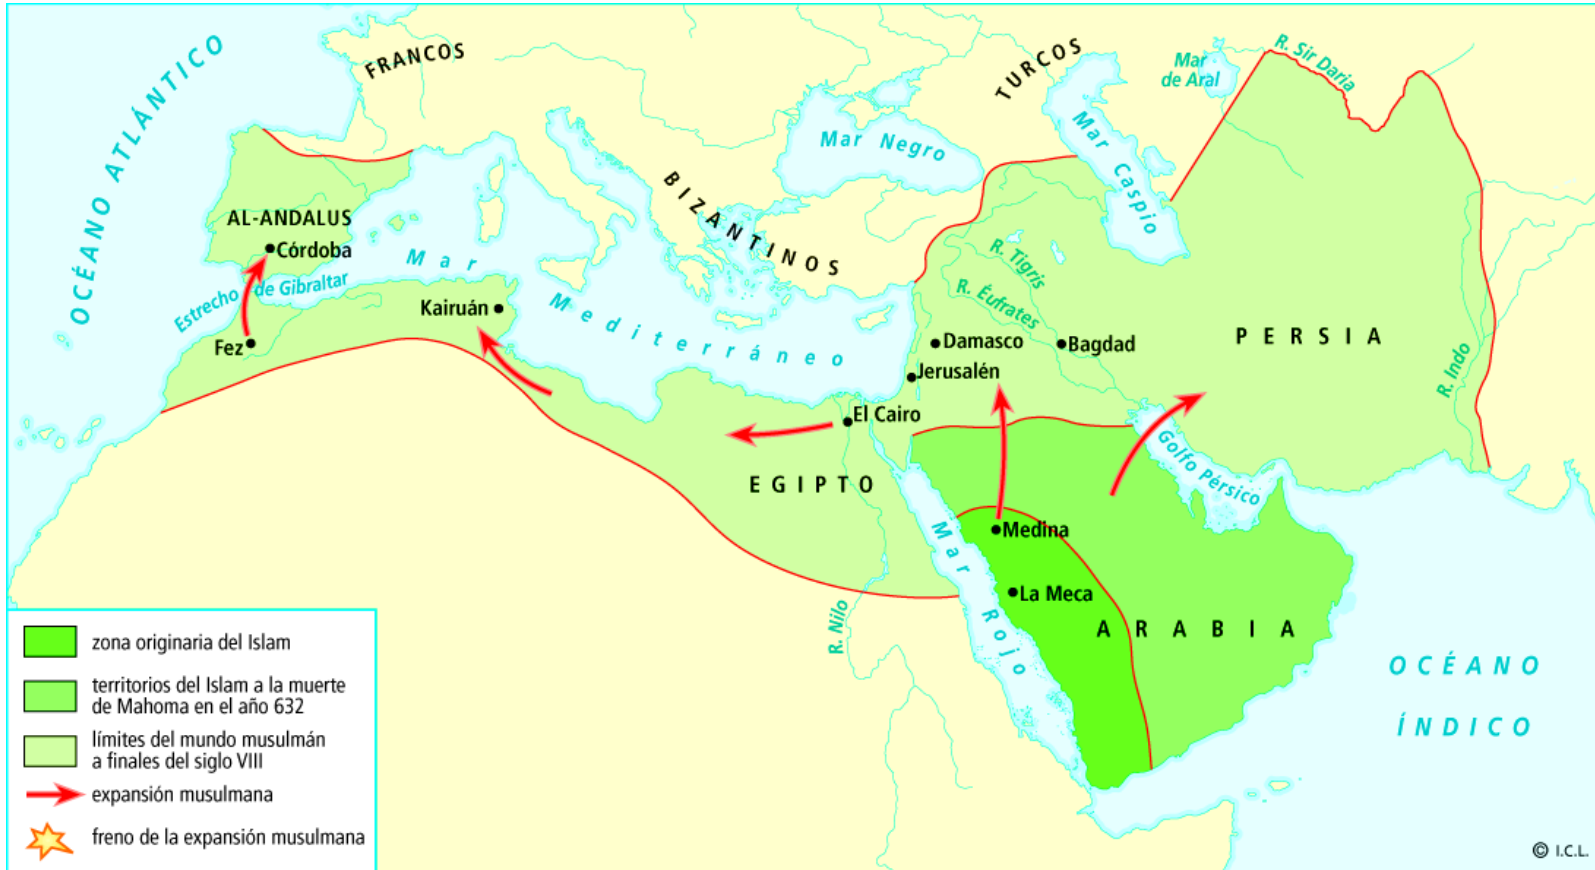 OCÉANO ATLÁNTICO
FRANCOS
TURCOS
Mar
de Aral
R. Sir Daria
Mar Negro
Mar Caspio
BIZANTINOS
AL-ANDALUS
Córdoba
Mar
Mediterráneo
Estrecho de Gibraltar
Kairuán
Fez
R. Tigris
R. Éufrates
Damasco
Bagdad
PERSIA
Jerusalén
R. Indo
El Cairo
EGIPTO
Golfo Pérsico
Medina
Mar Rojo
La Meca
ARABIA
R. Nilo
OCÉANO
ÍNDICO
zona originaria del Islam
territorios del Islam a la muerte
de Mahoma en el año 632
límites del mundo musulmán
a finales del siglo VIII
expansión musulmana
freno de la expansión musulmana
© I.C.L.